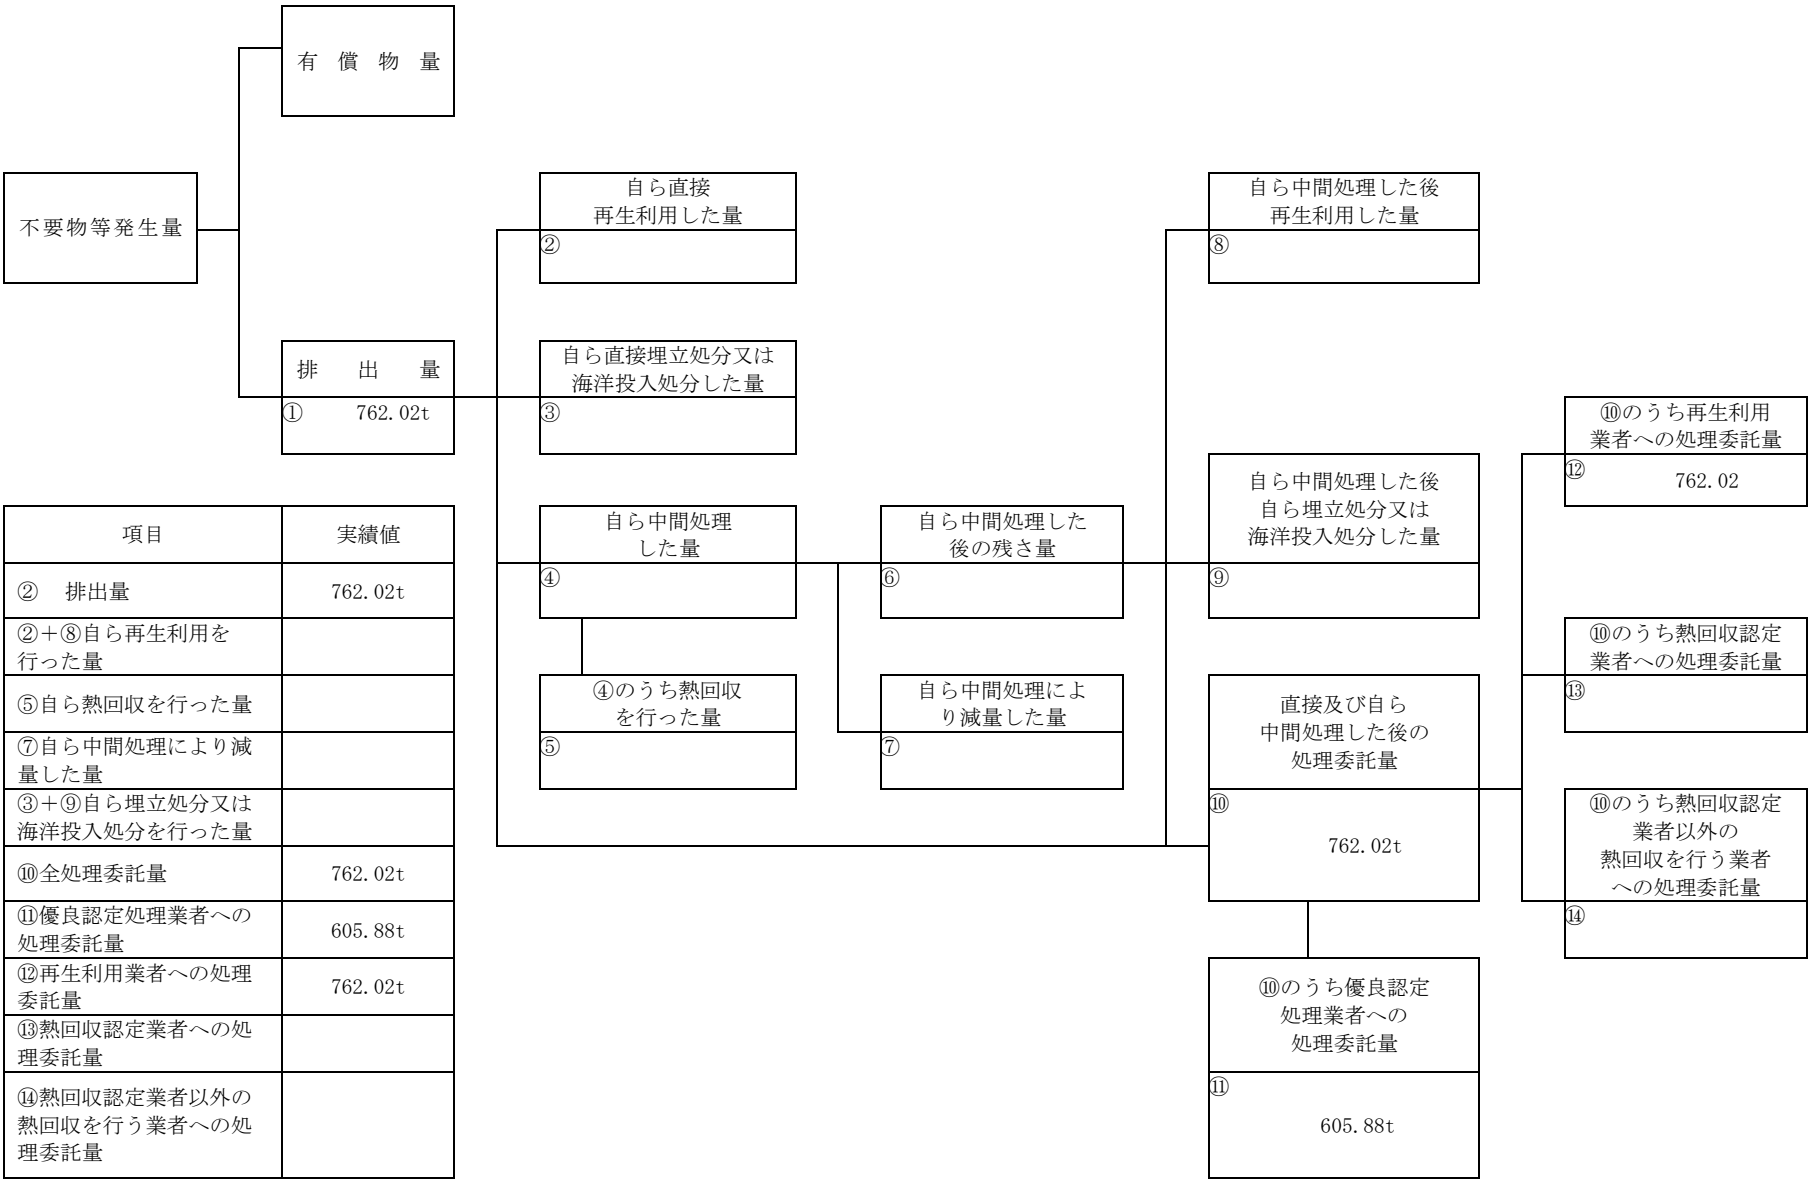 有償物量
不要物等発生量
排出量
① 762.02t
自ら直接
再生利用した量
②
自ら直接埋立処分又は
海洋投入処分した量
③
自ら中間処理
した量
④
④のうち熱回収
を行った量
⑤
自ら中間処理した
後の残さ量
⑥
自ら中間処理によ
り減量した量
⑦
自ら中間処理した後
再生利用した量
⑧
自ら中間処理した後
自ら埋立処分又は
海洋投入処分した量
⑨
直接及び自ら
中間処理した後の
処理委託量
⑩
762.02t
⑩のうち優良認定
処理業者への
処理委託量
⑪
605.88t
⑩のうち再生利用
業者への処理委託量
⑫ 762.02
⑩のうち熱回収認定
業者への処理委託量
⑬
⑩のうち熱回収認定
業者以外の
熱回収を行う業者
への処理委託量
⑭
項目 実績値
② 排出量 762.02t
②+⑧自ら再生利用を
行った量
⑤自ら熱回収を行った量
⑦自ら中間処理により減
量した量
③+⑨自ら埋立処分又は
海洋投入処分を行った量
⑩全処理委託量 762.02t
⑪優良認定処理業者への
処理委託量 605.88t
⑫再生利用業者への処理
委託量 762.02t
⑬熱回収認定業者への処
理委託量
⑭熱回収認定業者以外の
熱回収を行う業者への処
理委託量